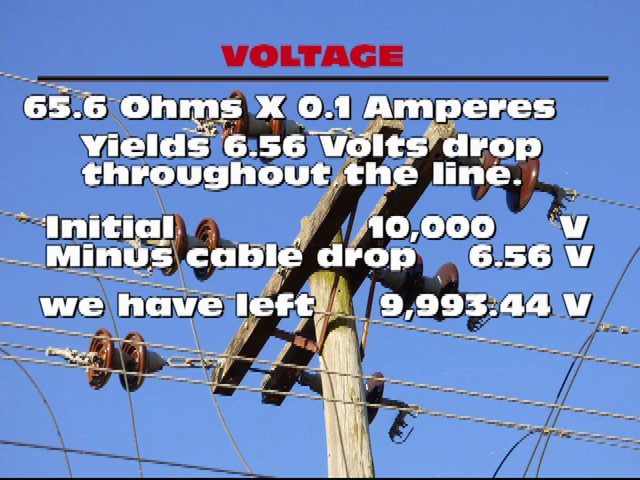 VOLTAGE
65.6 Ohms X 0.1 Amperes
Yields 6.56 Volts drop
throughout the line.
Initial 10,000 V
Minus cable drop 6.56 V
we have left 9,993.44 V